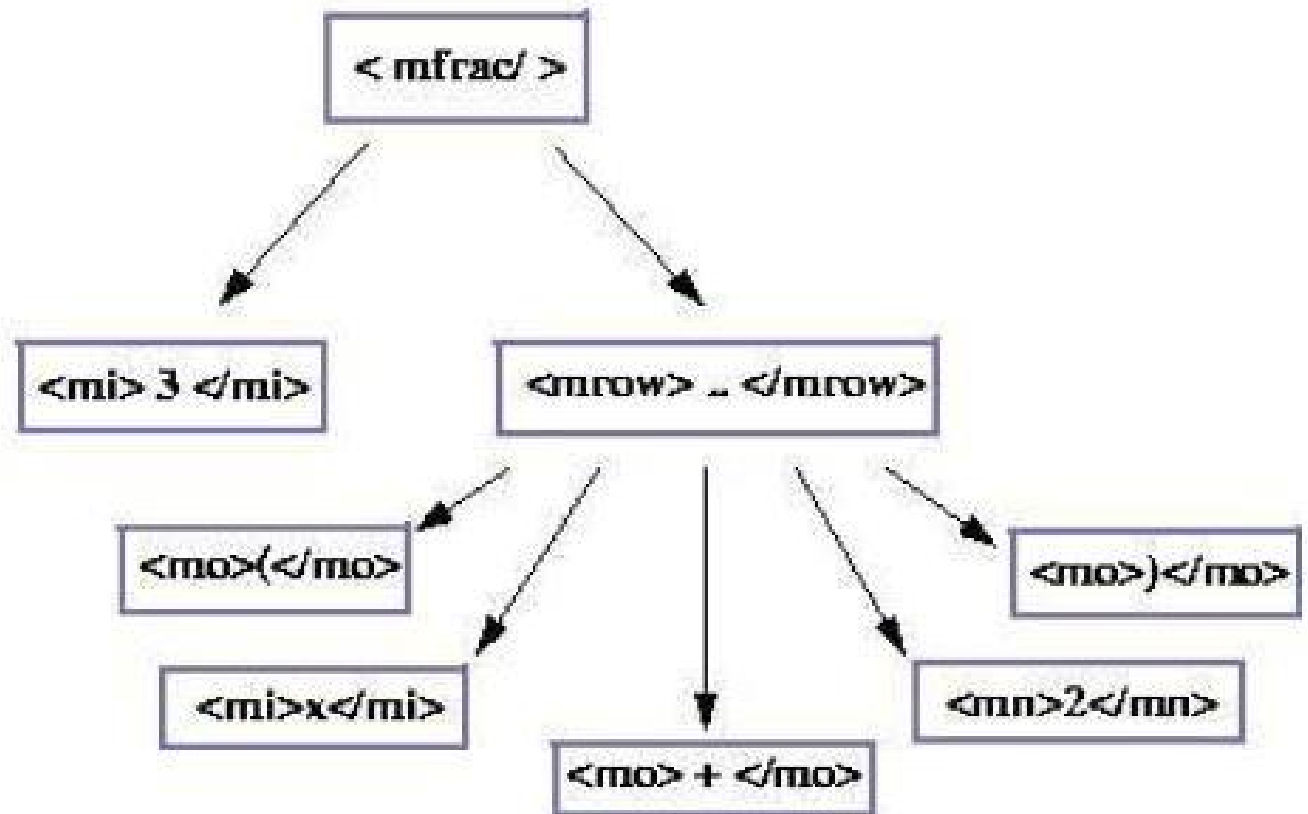 < mfrac/ >
<mi> 3 </mi>
<mrow> .. </mrow>
<mo>(</mo>
<mo>)</mo>
<mi>x</mi>
<mn>2</mn>
<mo> + </mo>